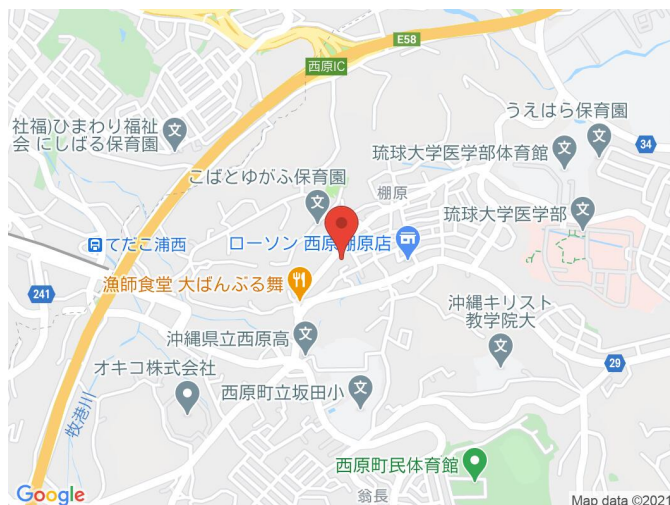 E58
西原IC
うえはら保育園
社福)ひまわり福祉
会 にしばる保育園
琉球大学医学部体育館
34
こばとゆがふ保育園
棚原
琉球大学医学部
てだこ浦西
ローソン 西原棚原店
漁師食堂 大ばんぶる舞
241
沖縄キリスト
教学院大
沖縄県立西原高
オキコ株式会社
29
西原町立坂田小
牧港川
西原町民体育館
翁長
Google
Map data ©2021